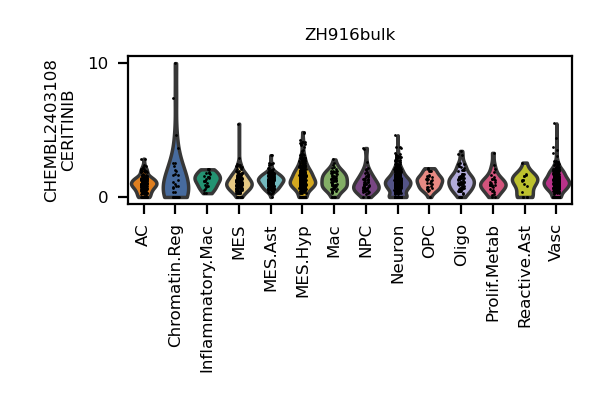 ZH916bulk
CHEMBL2403108
CERITINIB
10
0
AC
Chromatin.Reg
Inflammatory.Mac
MES
MES.Ast
MES.Hyp
Mac
NPC
Neuron
OPC
Oligo
Prolif.Metab
Reactive.Ast
Vasc